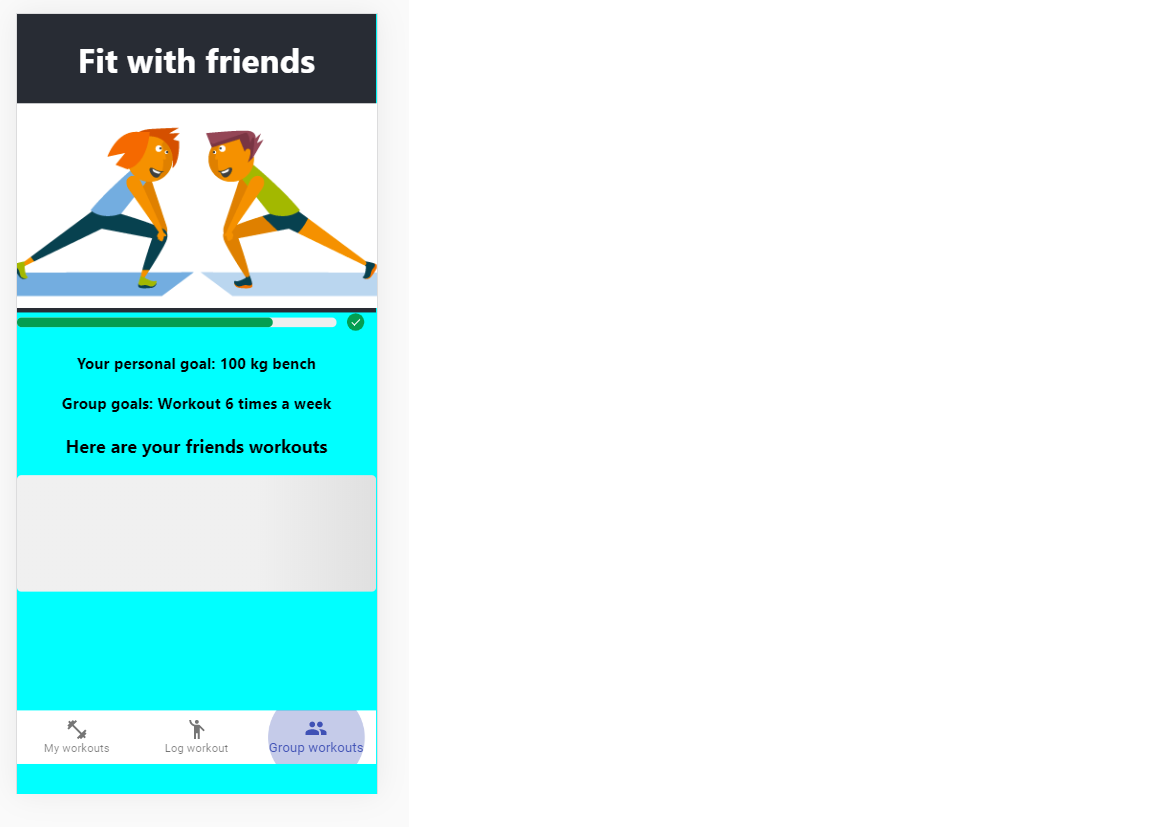 Fit with friends
Your personal goal: 100 kg bench
Group goals: Workout 6 times a week
Here are your friends workouts
My workouts
Log workout
Group workouts